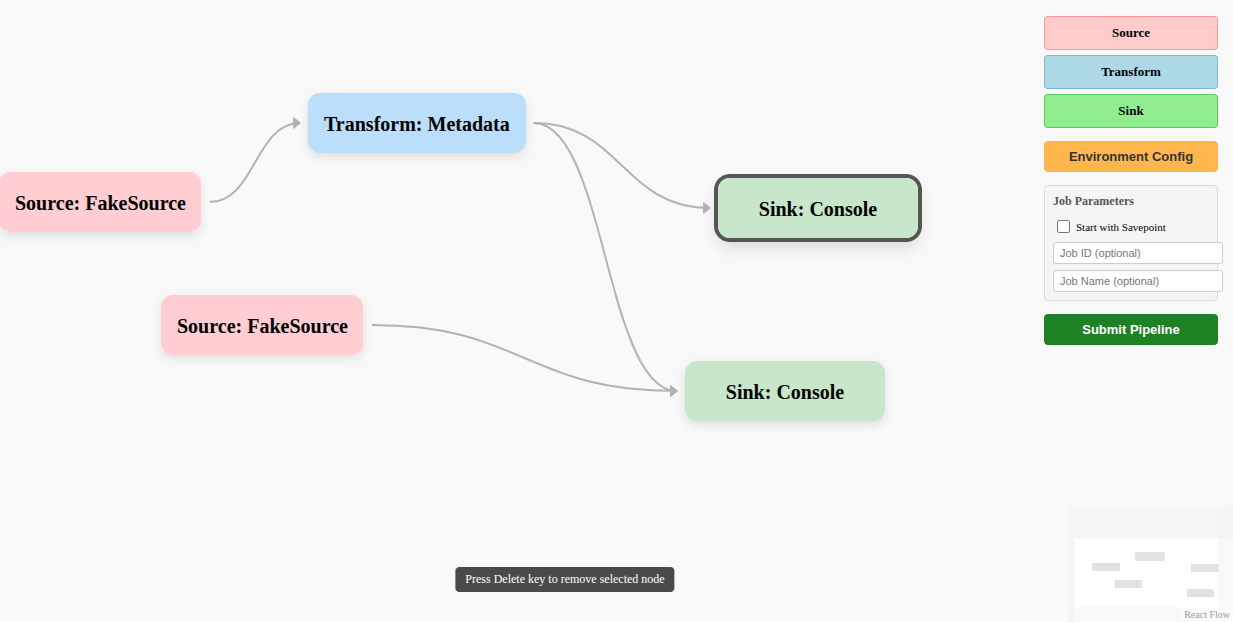 Transform: Metadata
Source: FakeSource
Sink: Console
Source: FakeSource
Sink: Console
Press Delete key to remove selected node
Source
Transform
Sink
Environment Config
Job Parameters
Start with Savepoint
Job ID (optional)
Job Name (optional)
Submit Pipeline
React Flow